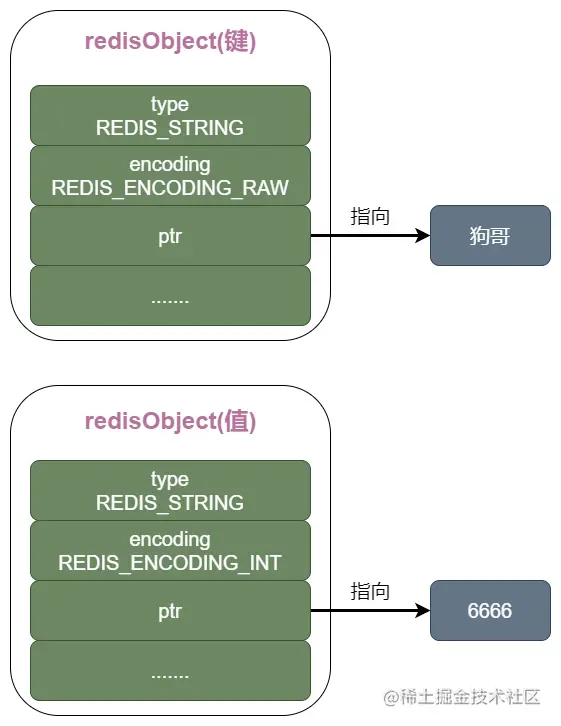 redisObject(键)
type
REDIS_STRING
encoding
REDIS_ENCODING_RAW
ptr
指向
狗哥
.......
redisObject(值)
type
REDIS_STRING
encoding
REDIS_ENCODING_INT
ptr
指向
6666
.......
@稀土掘金技术社区